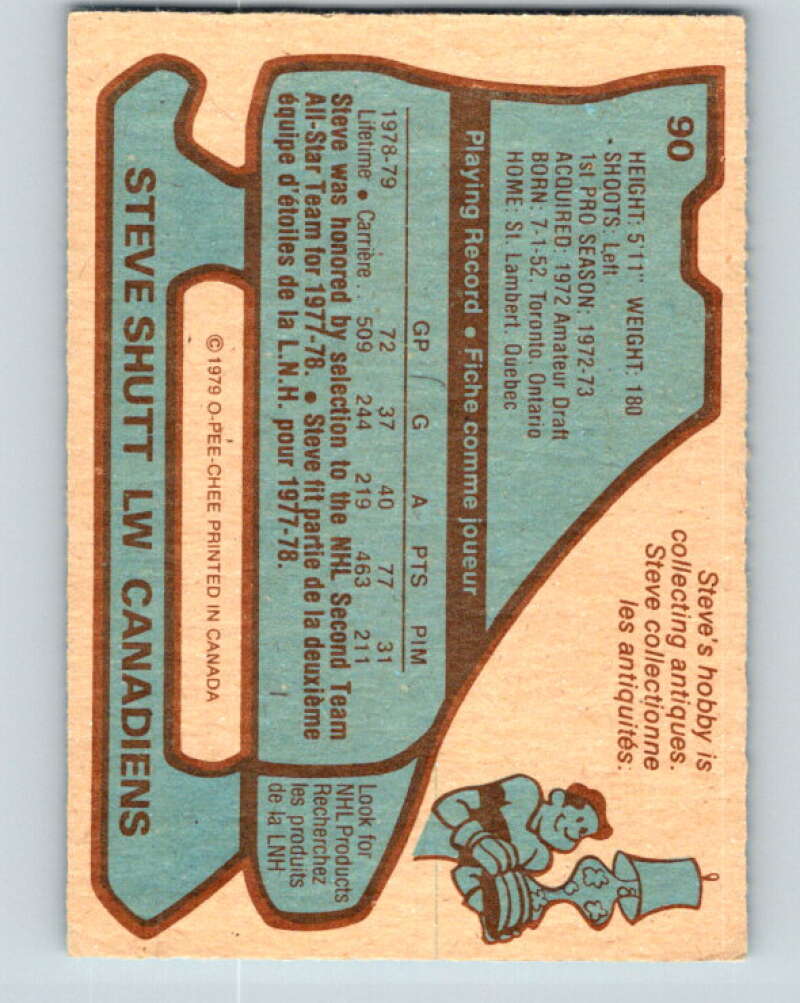 90
HEIGHT: 5'11" WEIGHT: 180
SHOOTS: Left
1st PRO SEASON: 1972-73
ACQUIRED: 1972 Amateur Draft
BORN: 7-1-52, Toronto, Ontario
HOME: St. Lambert, Quebec
Steve's hobby is
collecting antiques.
Steve collectionne
les antiquités.
Playing Record • Fiche comme joueur
GP G A PTS PIM
1978-79 72 37 40 77 31
Lifetime • Carrière .. 509 244 219 463 211
Steve was honored by selection to the NHL Second Team
All-Star Team for 1977-78. • Steve fit partie de la deuxième
équipe d'étoiles de la L.N.H. pour 1977-78.
Look for
NHL Products
Recherchez
les produits
de la LNH
©1979 O-PEE-CHEE PRINTED IN CANADA
STEVE SHUTT LW CANADIENS